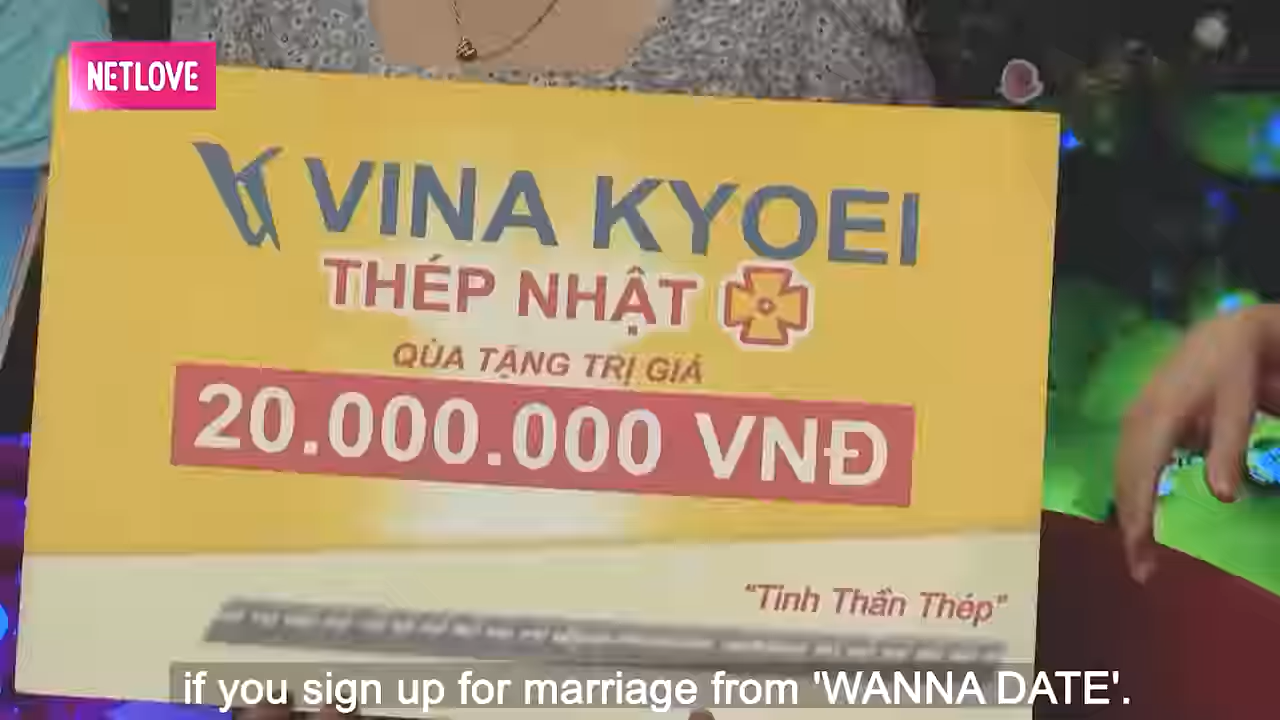 NETLOVE
VINA KYOEI
THÉP NHẬT
QÙA TẶNG TRỊ GIÁ
20.000.000 VNĐ
“Tinh Thần Thép”
if you sign up for marriage from 'WANNA DATE'.